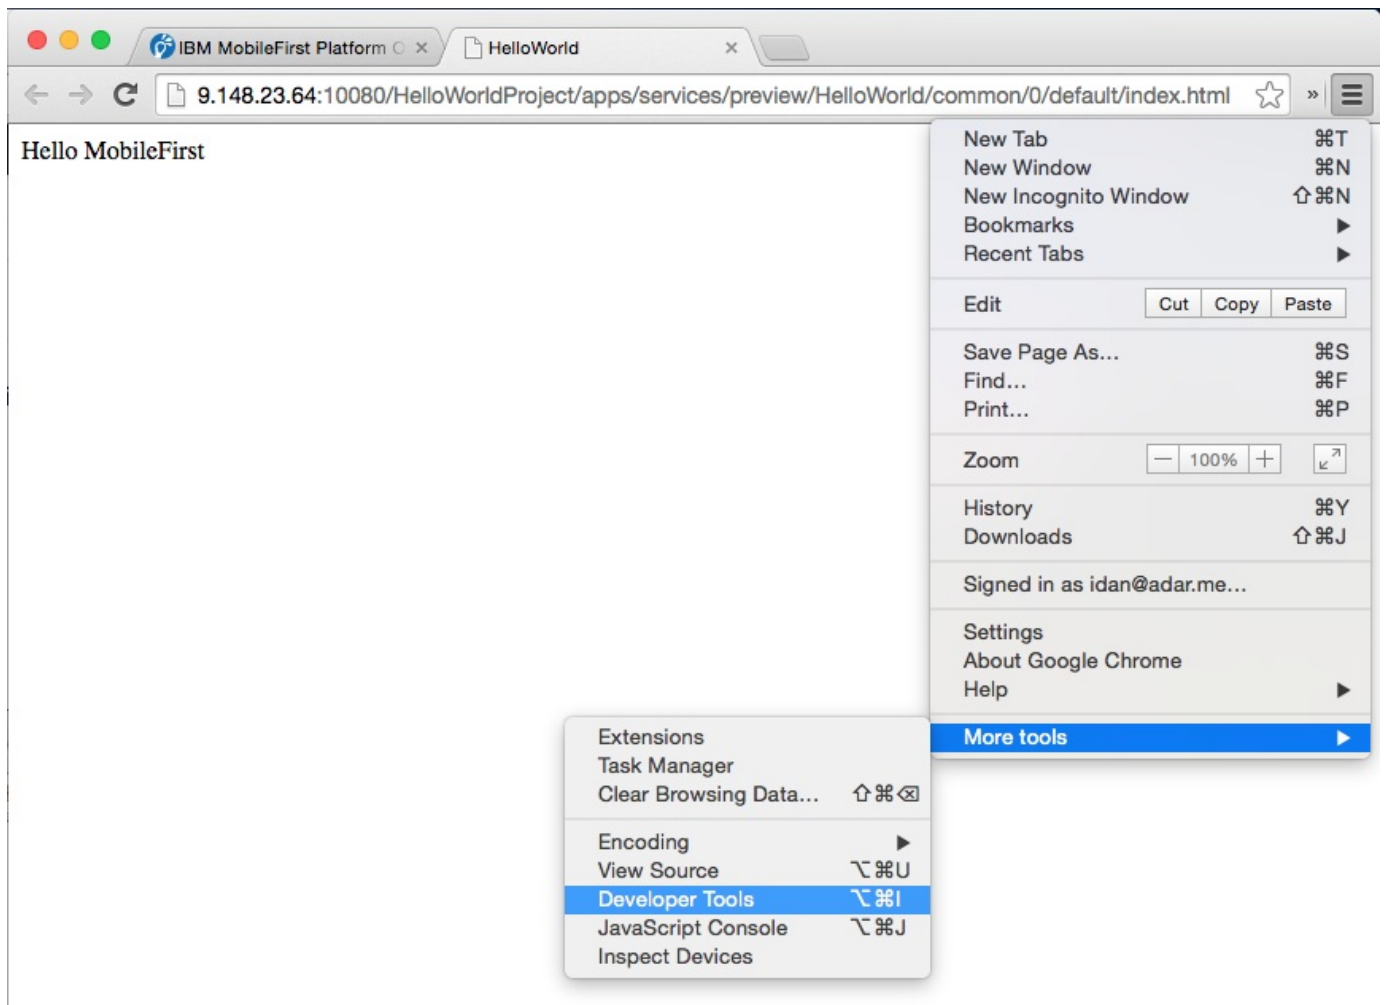 IBM MobileFirst Platform C
HelloWorld
9.148.23.64:10080/HelloWorldProject/apps/services/preview/HelloWorld/common/0/default/index.html
Hello MobileFirst
New Tab ⌘T
New Window ⌘N
New Incognito Window ⇧⌘N
Bookmarks ▶
Recent Tabs ▶
Edit Cut Copy Paste
Save Page As... ⌘S
Find... ⌘F
Print... ⌘P
Zoom — 100% +
History ⌘Y
Downloads ⇧⌘J
Signed in as idan@adar.me...
Settings
About Google Chrome
Help ▶
More tools ▶
Extensions
Task Manager
Clear Browsing Data... ⇧⌘⌫
Encoding ▶
View Source ⌥⌘U
Developer Tools ⌥⌘I
JavaScript Console ⌥⌘J
Inspect Devices